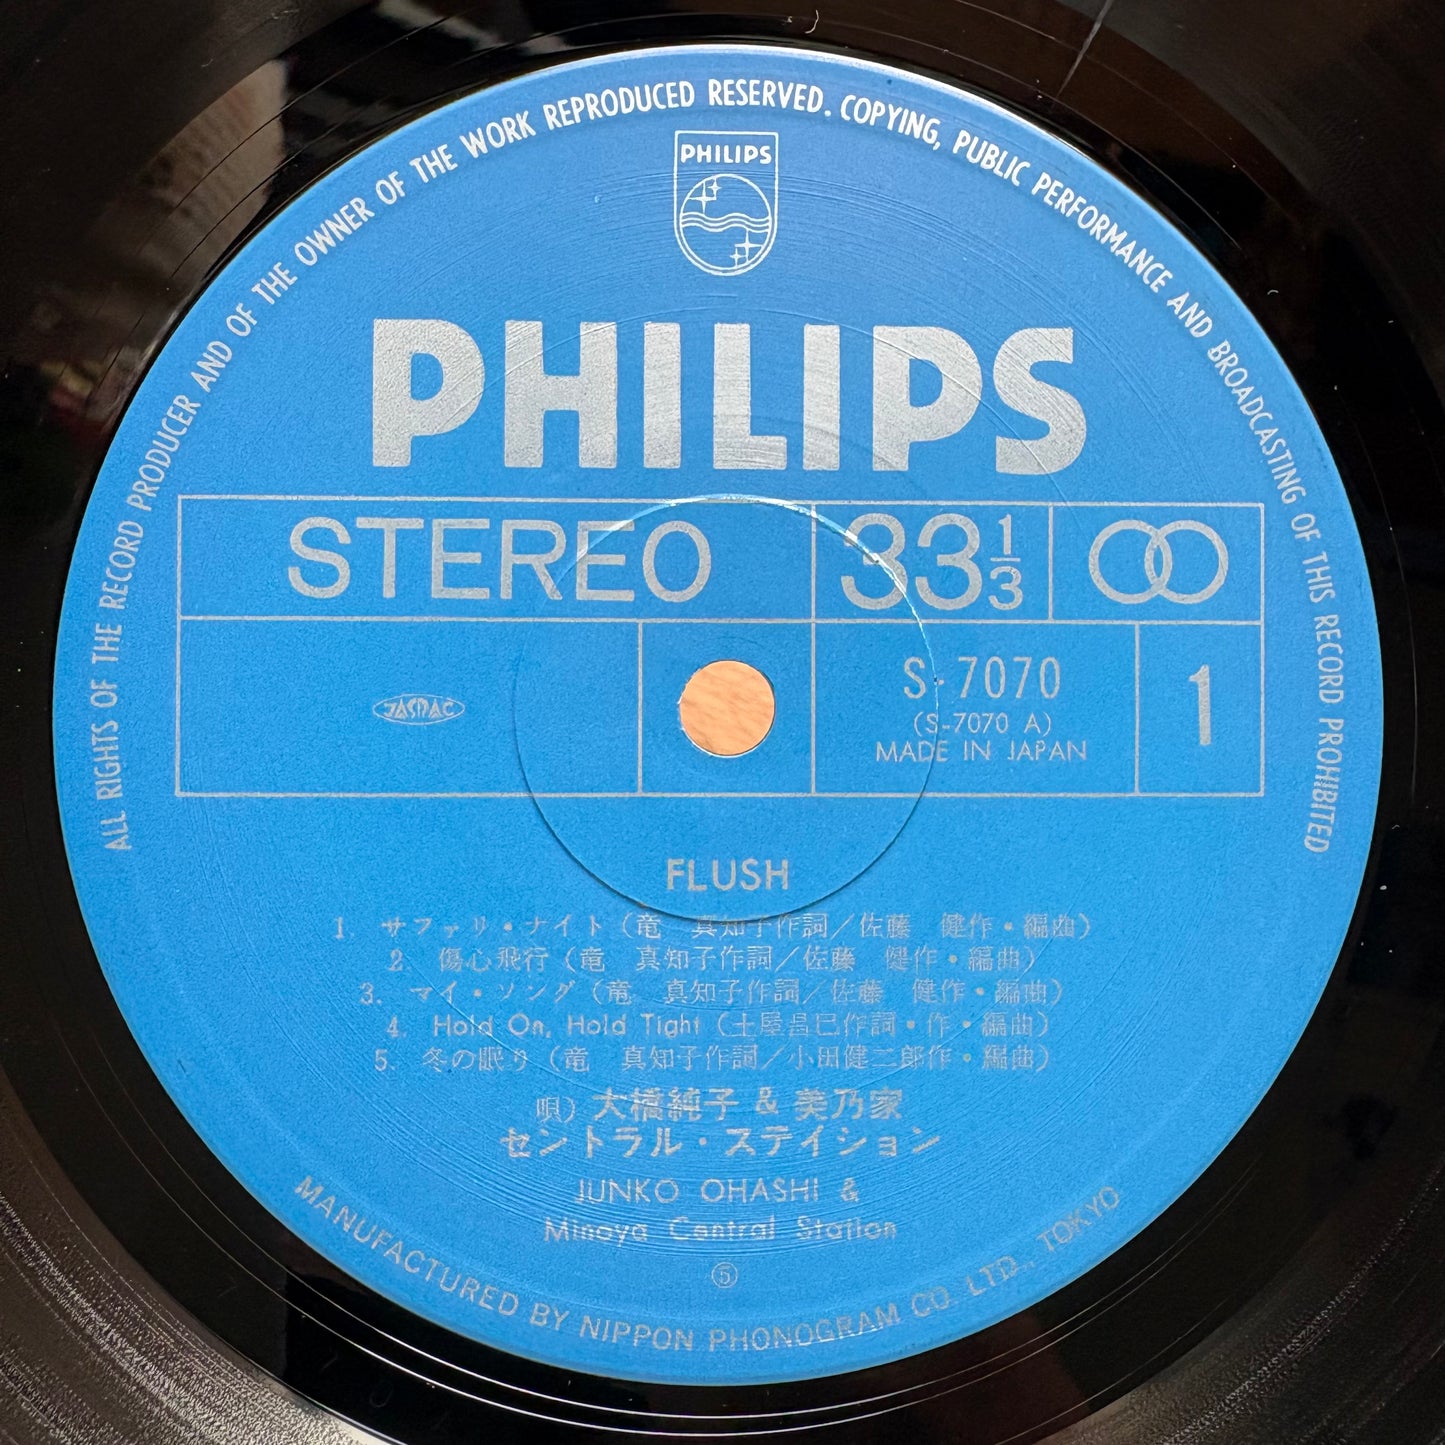 ALL RIGHTS OF THE RECORD PRODUCER AND OF THE OWNER OF THE WORK REPRODUCED RESERVED. COPYING, PUBLIC PERFORMANCE AND BROADCASTING OF THIS RECORD PROHIBITED
PHILIPS
PHILIPS
STEREO 33 1/3
JASRAC
S-7070 1
(S-7070 A)
MADE IN JAPAN
FLUSH
1 サファリ・ナイト（竜 真知子作詞／佐藤 健作・編曲）
2. 傷心飛行（竜 真知子作詞／佐藤 健作・編曲）
3. マイ・ソング（竜 真知子作詞／佐藤 健作・編曲）
4. Hold On, Hold Tight（土屋昌巳作詞・作・編曲）
5. 冬の眠り（竜 真知子作詞／小田健二郎作・編曲）
唄）大橋純子 & 美乃家
セントラル・ステイション
JUNKO OHASHI &
Minoya Central Station
⑤
MANUFACTURED BY NIPPON PHONOGRAM CO. LTD., TOKYO